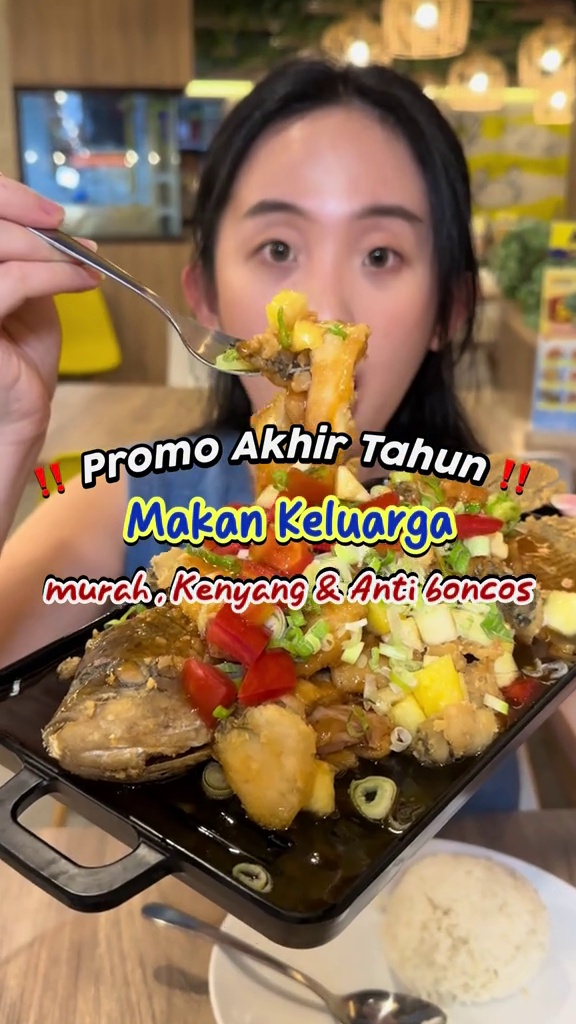 ‼ Promo Akhir Tahun ‼
Makan Keluarga
murah , Kenyang & Anti boncos